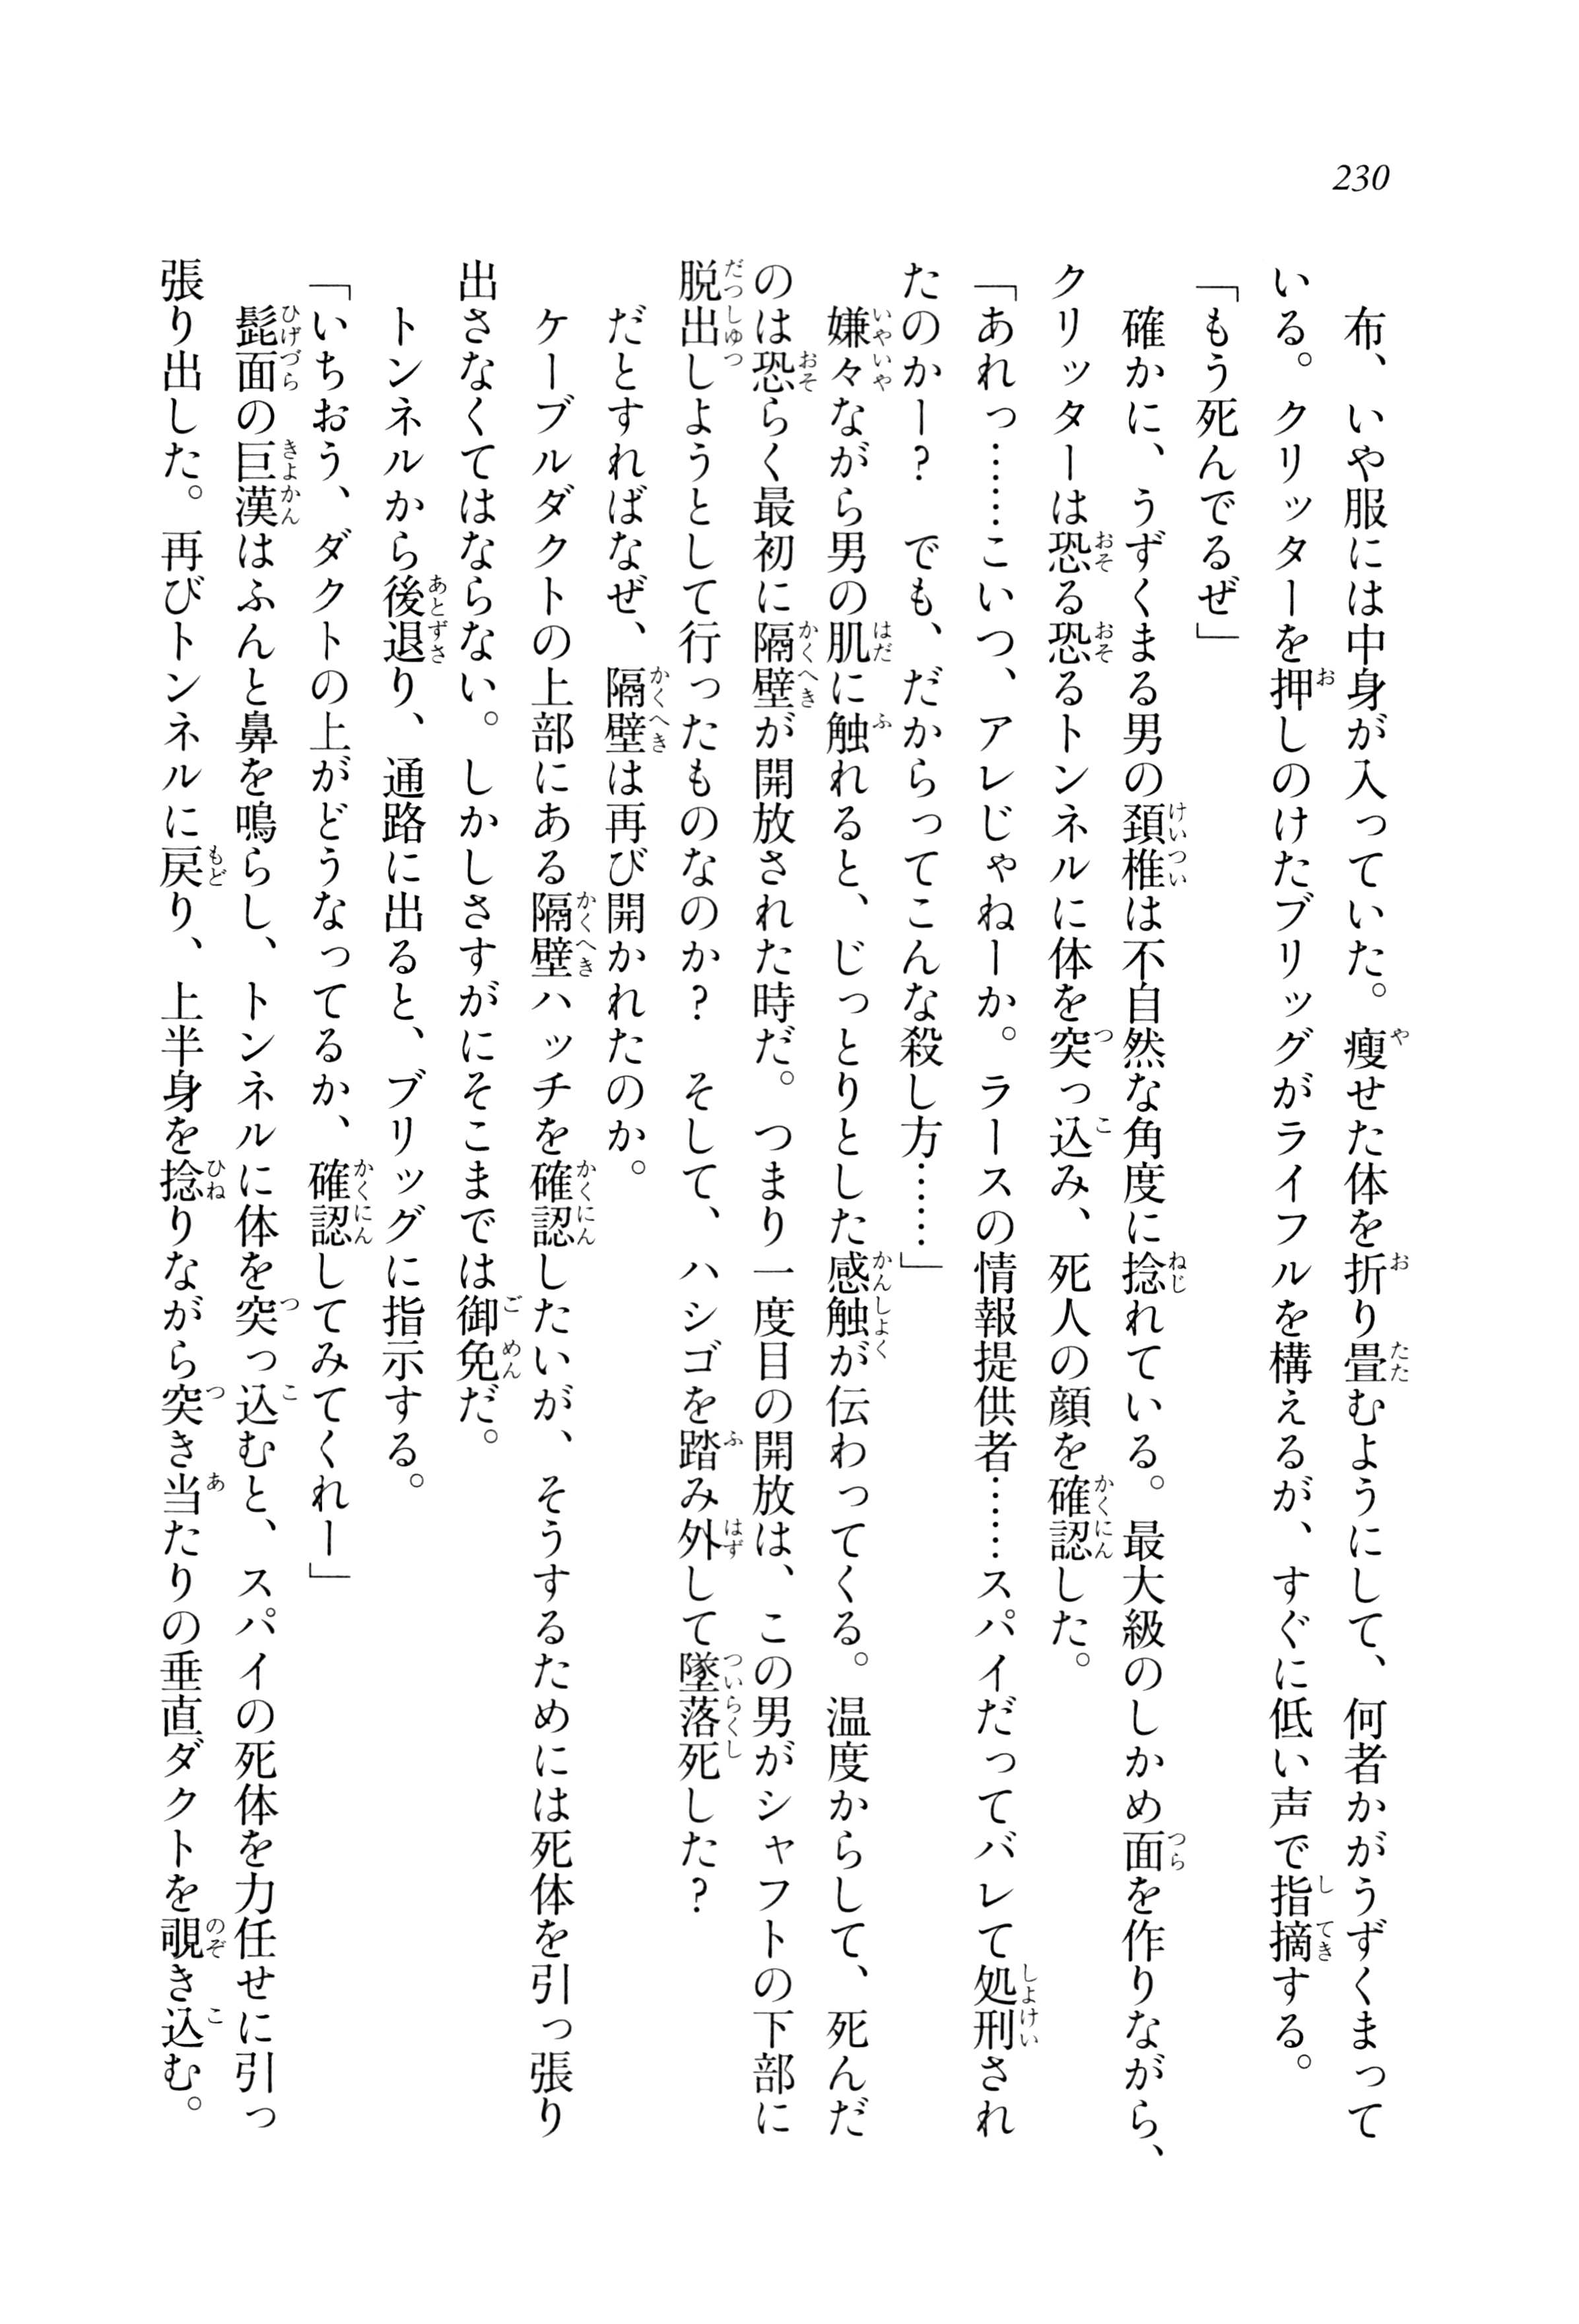 230
布、いや服には中身が入っていた。痩せた体を折り畳むようにして、何者かがうずくまって
いる。クリッターを押しのけたブリッグがライフルを構えるが、すぐに低い声で指摘する。
「もう死んでるぜ」
確かに、うずくまる男の頚椎は不自然な角度に捻れている。最大級のしかめ面を作りながら、
クリッターは恐る恐るトンネルに体を突っ込み、死人の顔を確認した。
「あれっ……こいつ、アレじゃねーか。ラースの情報提供者……スパイだってバレて処刑され
たのかー？　でも、だからってこんな殺し方……」
嫌々ながら男の肌に触れると、じっとりとした感触が伝わってくる。温度からして、死んだ
のは恐らく最初に隔壁が開放された時だ。つまり一度目の開放は、この男がシャフトの下部に
脱出しようとして行ったものなのか？　そして、ハシゴを踏み外して墜落死した？
だとすればなぜ、隔壁は再び開かれたのか。
ケーブルダクトの上部にある隔壁ハッチを確認したいが、そうするためには死体を引っ張り
出さなくてはならない。しかしさすがにそこまでは御免だ。
トンネルから後退り、通路に出ると、ブリッグに指示する。
「いちおう、ダクトの上がどうなってるか、確認してみてくれー」
髭面の巨漢はふんと鼻を鳴らし、トンネルに体を突っ込むと、スパイの死体を力任せに引っ
張り出した。再びトンネルに戻り、上半身を捻りながら突き当たりの垂直ダクトを覗き込む。